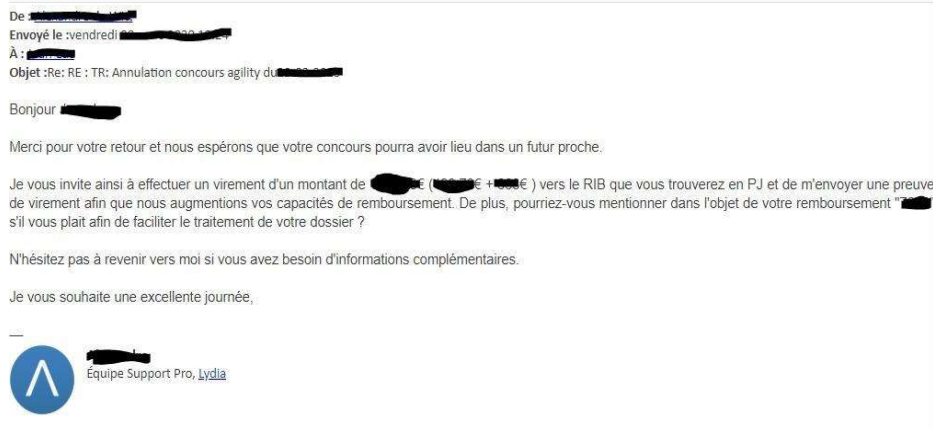 De :
Envoyé le :vendredi
À :
Objet :Re: RE : TR: Annulation concours agility du
Bonjour
Merci pour votre retour et nous espérons que votre concours pourra avoir lieu dans un futur proche.
Je vous invite ainsi à effectuer un virement d'un montant de € ( € + € ) vers le RIB que vous trouverez en PJ et de m'envoyer une preuve
de virement afin que nous augmentions vos capacités de remboursement. De plus, pourriez-vous mentionner dans l'objet de votre remboursement "
s'il vous plait afin de faciliter le traitement de votre dossier ?
N'hésitez pas à revenir vers moi si vous avez besoin d'informations complémentaires.
Je vous souhaite une excellente journée,
—
Équipe Support Pro, Lydia